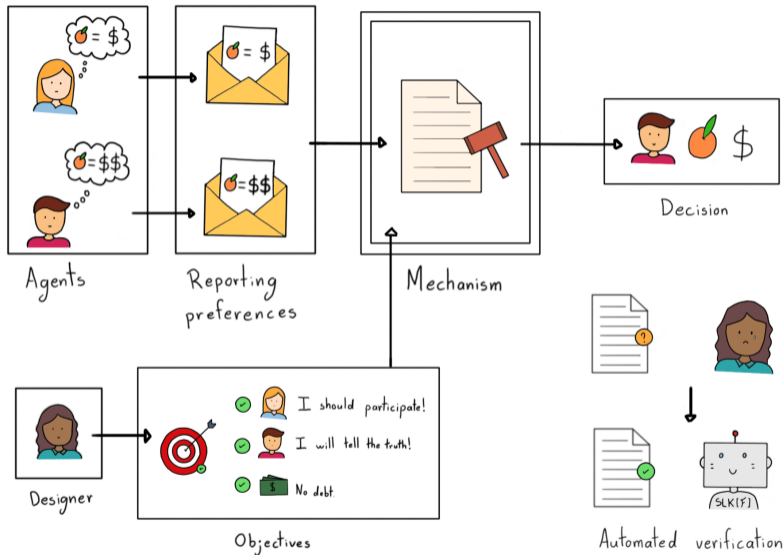 = $
= $
= $$
= $$
$
Agents
Reporting
preferences
Mechanism
Decision
I should participate!
I will tell the truth!
$
No debt.
Designer
Objectives
?
SLK[F]
Automated verification